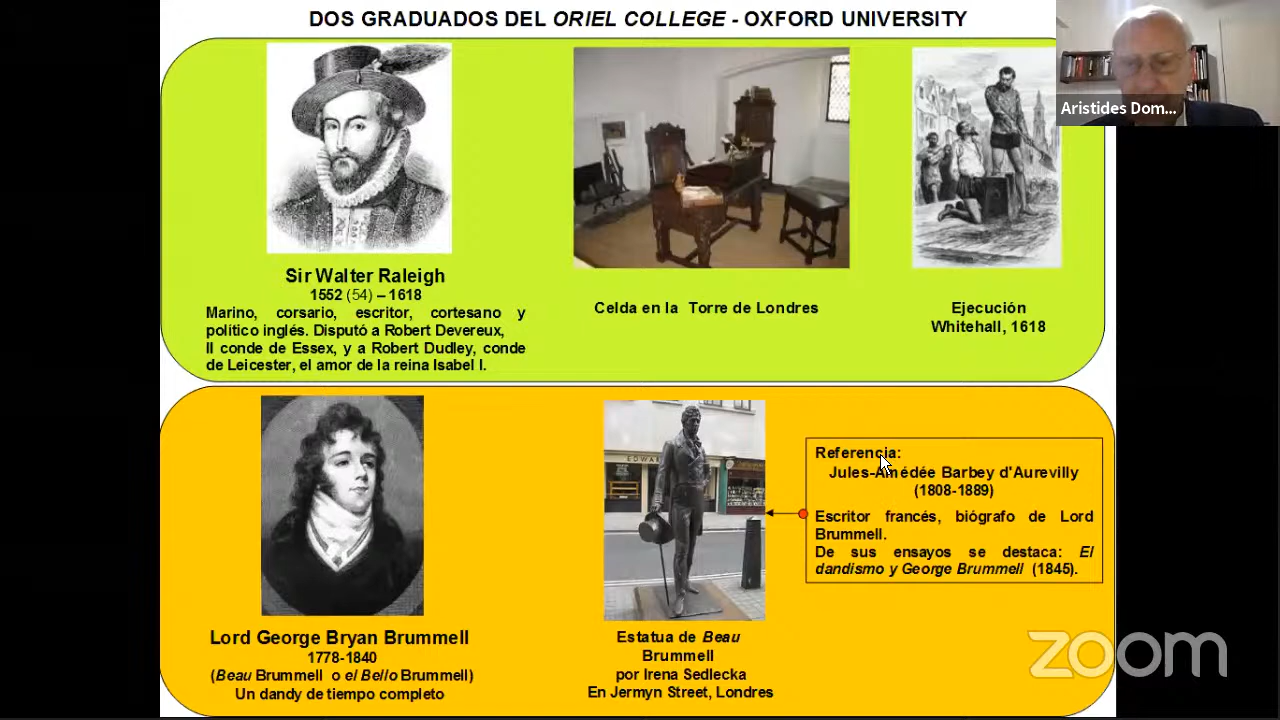 DOS GRADUADOS DEL ORIEL COLLEGE - OXFORD UNIVERSITY
Aristides Dom...
Sir Walter Raleigh
1552 (54) – 1618
Marino, corsario, escritor, cortesano y
político inglés. Disputó a Robert Devereux,
II conde de Essex, y a Robert Dudley, conde
de Leicester, el amor de la reina Isabel I.
Celda en la Torre de Londres
Ejecución
Whitehall, 1618
Lord George Bryan Brummell
1778-1840
(Beau Brummell o el Bello Brummell)
Un dandy de tiempo completo
Estatua de Beau
Brummell
por Irena Sedlecka
En Jermyn Street, Londres
Referencia:
Jules-Amédée Barbey d'Aurevilly
(1808-1889)
Escritor francés, biógrafo de Lord
Brummell.
De sus ensayos se destaca: El
dandismo y George Brummell (1845).
zoom